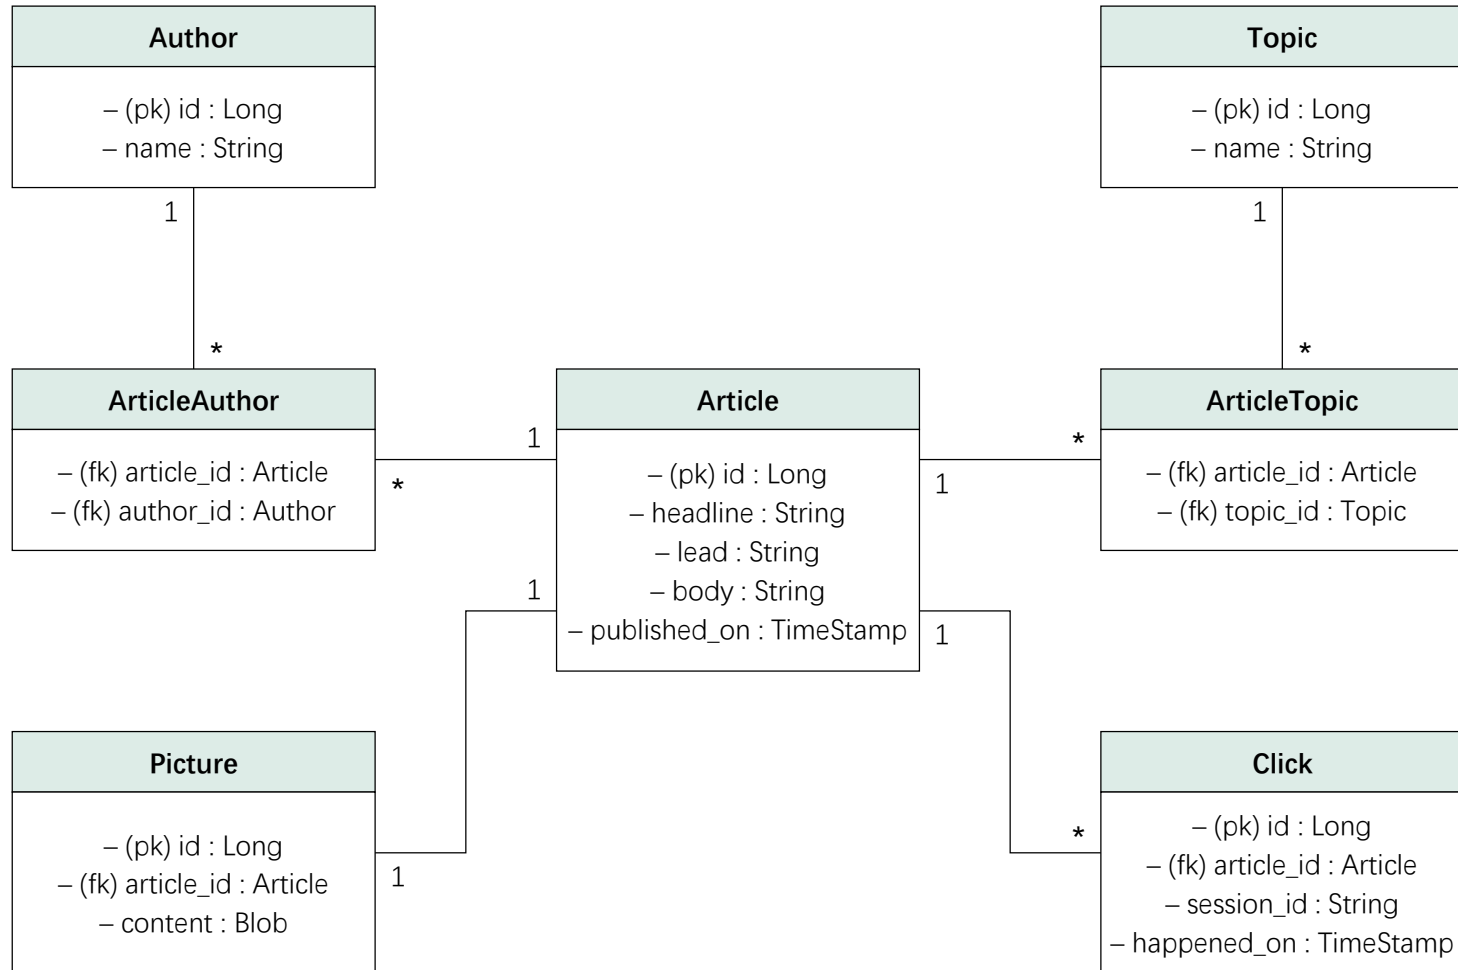 Author
– (pk) id : Long
– name : String
1
*
Topic
– (pk) id : Long
– name : String
1
*
ArticleAuthor
– (fk) article_id : Article
– (fk) author_id : Author
*
1
Article
– (pk) id : Long
– headline : String
– lead : String
– body : String
– published_on : TimeStamp
1
*
ArticleTopic
– (fk) article_id : Article
– (fk) topic_id : Topic
1
1
Picture
– (pk) id : Long
– (fk) article_id : Article
– content : Blob
1
*
Click
– (pk) id : Long
– (fk) article_id : Article
– session_id : String
– happened_on : TimeStamp